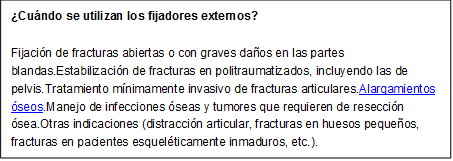 ¿Cuándo se utilizan los fijadores externos?
Fijación de fracturas abiertas o con graves daños en las partes
blandas.Estabilización de fracturas en politraumatizados, incluyendo las de
pelvis.Tratamiento mínimamente invasivo de fracturas articulares.Alargamientos
óseos.Manejo de infecciones óseas y tumores que requieren de resección
ósea.Otras indicaciones (distracción articular, fracturas en huesos pequeños,
fracturas en pacientes esqueléticamente inmaduros, etc.).